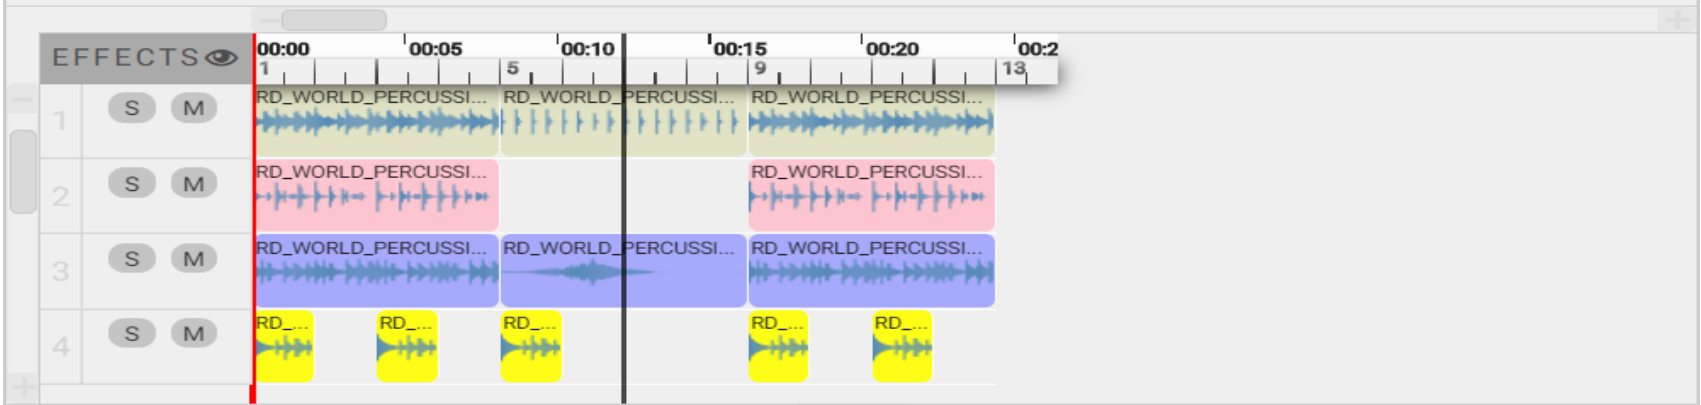 EFFECTS 00:00 00:05 00:10 00:15 00:20 00:2
1 5 9 13
RD_WORLD_PERCUSSI... RD_WORLD_PERCUSSI... RD_WORLD_PERCUSSI...
1 S M
RD_WORLD_PERCUSSI... RD_WORLD_PERCUSSI...
2 S M
RD_WORLD_PERCUSSI... RD_WORLD_PERCUSSI... RD_WORLD_PERCUSSI...
3 S M
RD_... RD_... RD_... RD_... RD_...
4 S M